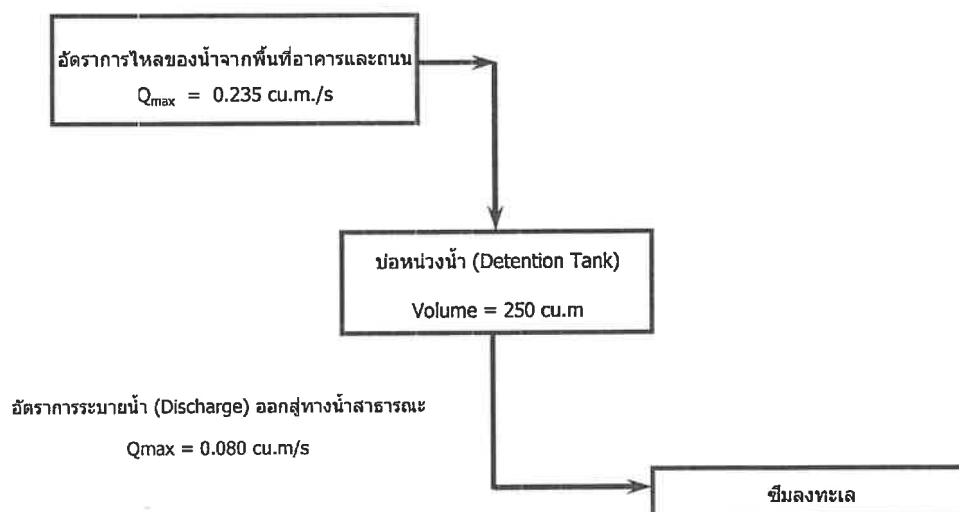 อัตราการไหลของน้ำจากพื้นที่อาคารและถนน
Qmax = 0.235 cu.m./s
บ่อหน่วงน้ำ (Detention Tank)
Volume = 250 cu.m
อัตราการระบายน้ำ (Discharge) ออกสู่ทางน้ำสาธารณะ
Qmax = 0.080 cu.m/s
ซึมลงทะเล